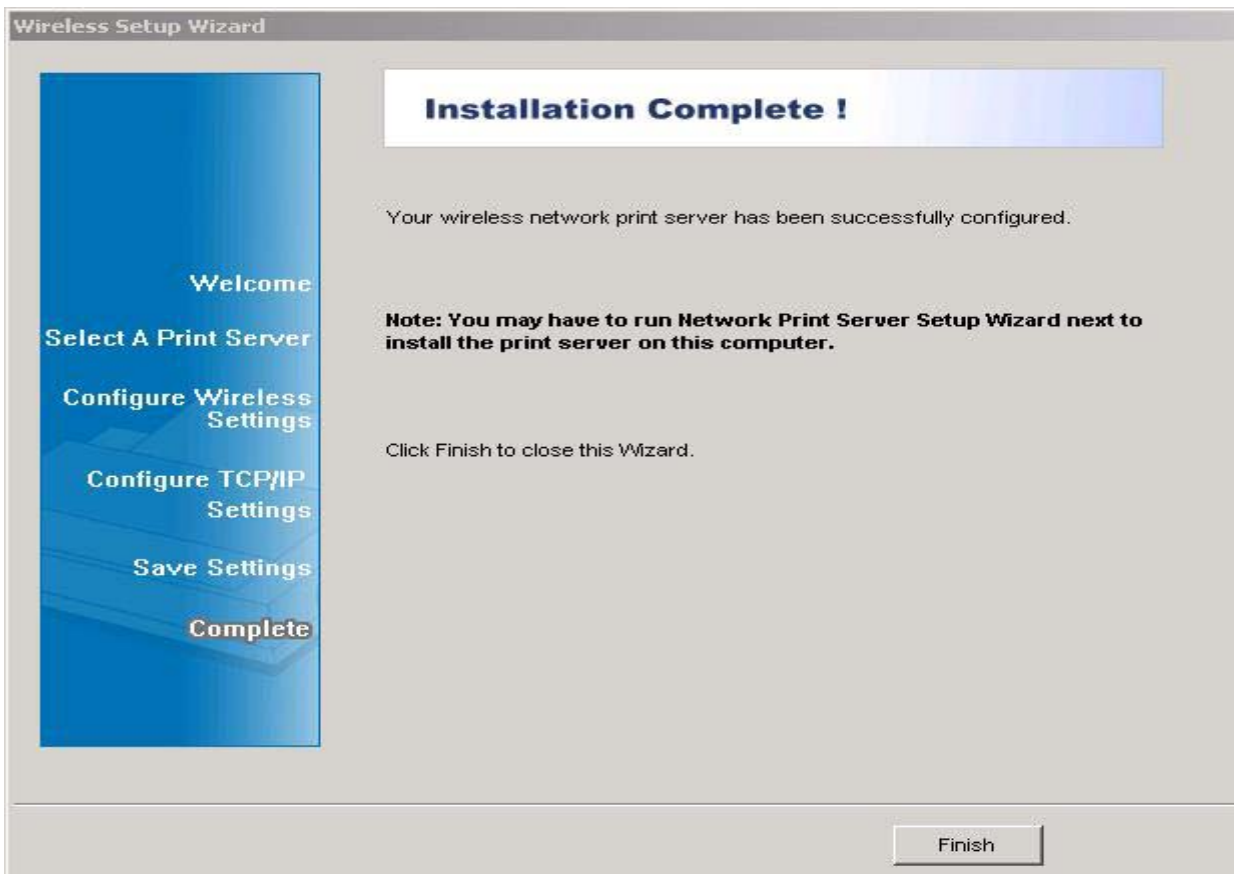 Wireless Setup Wizard
Installation Complete !
Your wireless network print server has been successfully configured.
Note: You may have to run Network Print Server Setup Wizard next to
install the print server on this computer.
Click Finish to close this Wizard.
Welcome
Select A Print Server
Configure Wireless
Settings
Configure TCP/IP
Settings
Save Settings
Complete
Finish